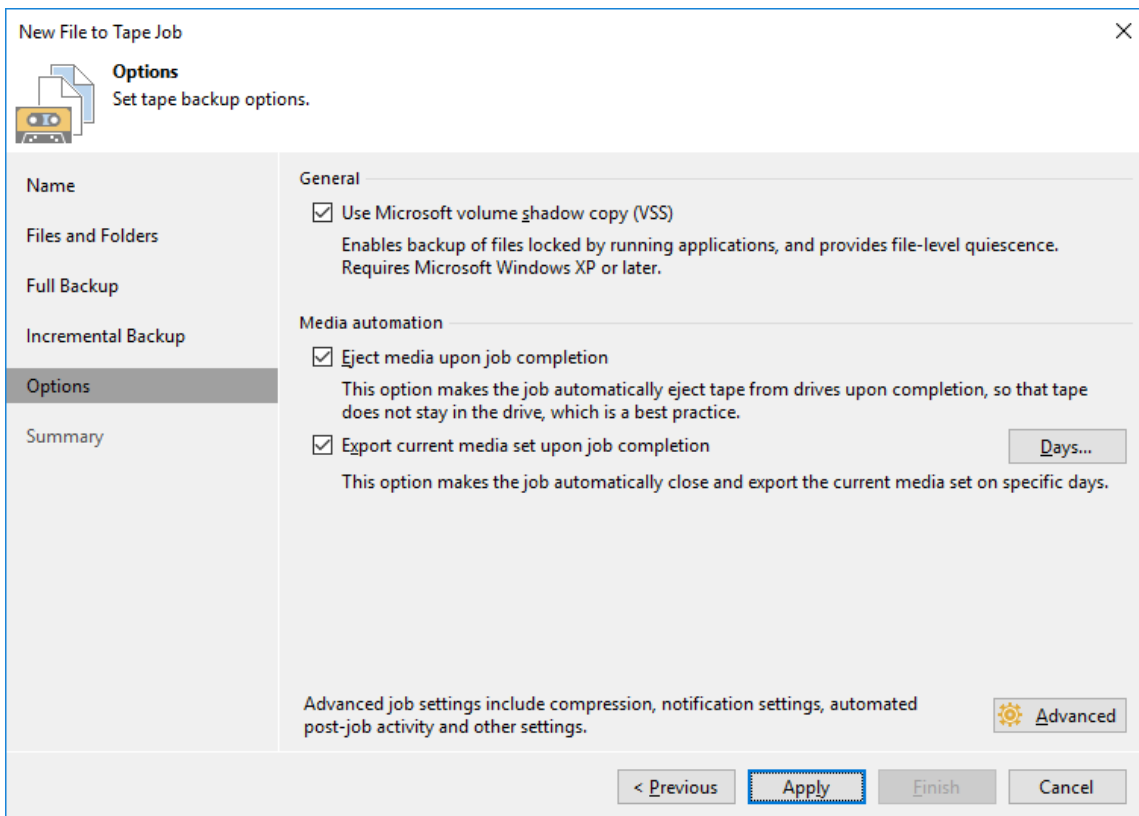 New File to Tape Job
Options
Set tape backup options.
Name
Files and Folders
Full Backup
Incremental Backup
Options
Summary
General
Use Microsoft volume shadow copy (VSS)
Enables backup of files locked by running applications, and provides file-level quiescence.
Requires Microsoft Windows XP or later.
Media automation
Eject media upon job completion
This option makes the job automatically eject tape from drives upon completion, so that tape
does not stay in the drive, which is a best practice.
Export current media set upon job completion
Days...
This option makes the job automatically close and export the current media set on specific days.
Advanced job settings include compression, notification settings, automated
post-job activity and other settings.
Advanced
< Previous
Apply
Finish
Cancel